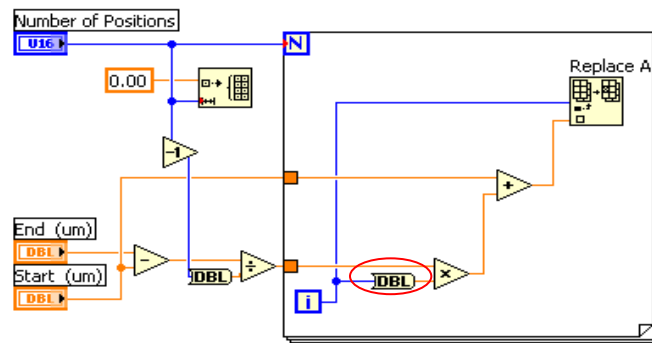 Number of Positions
U16
N
0.00
Replace A
-1
+
End (um)
DBL
-
Start (um)
DBL
DBL
÷
DBL
×
i